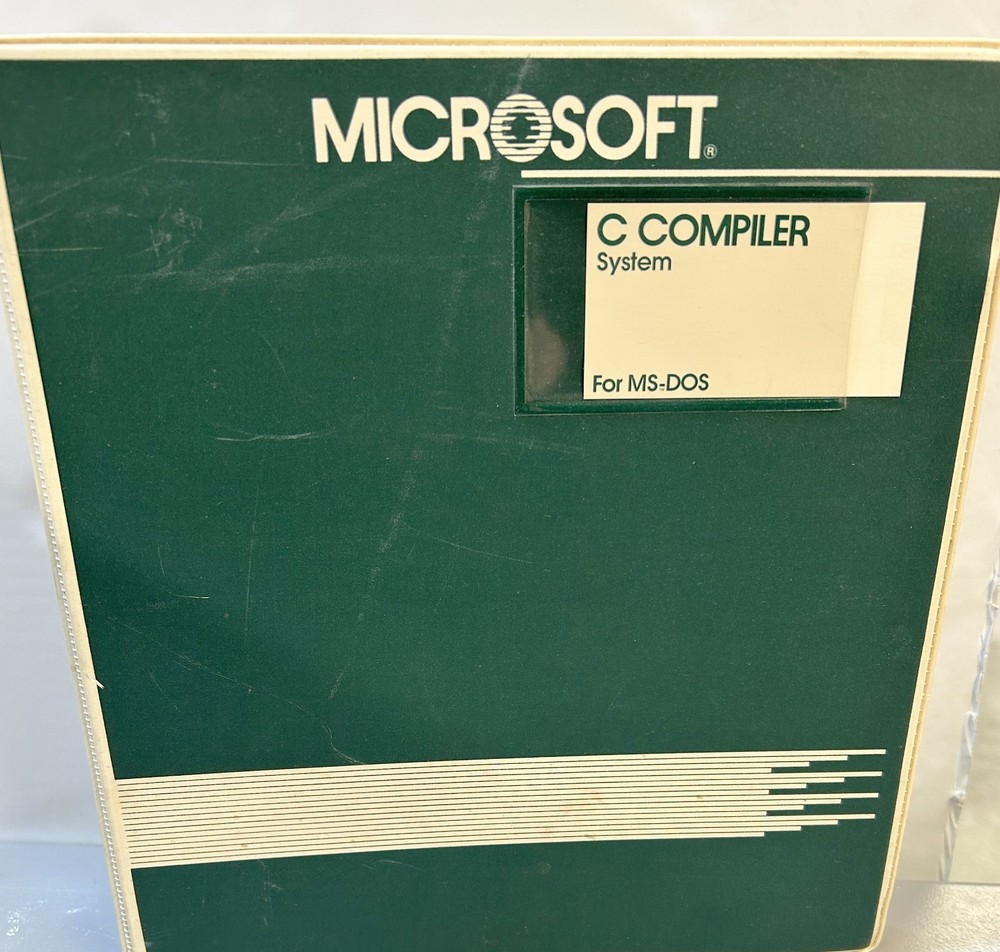 MICROSOFT®
C COMPILER
System
For MS-DOS